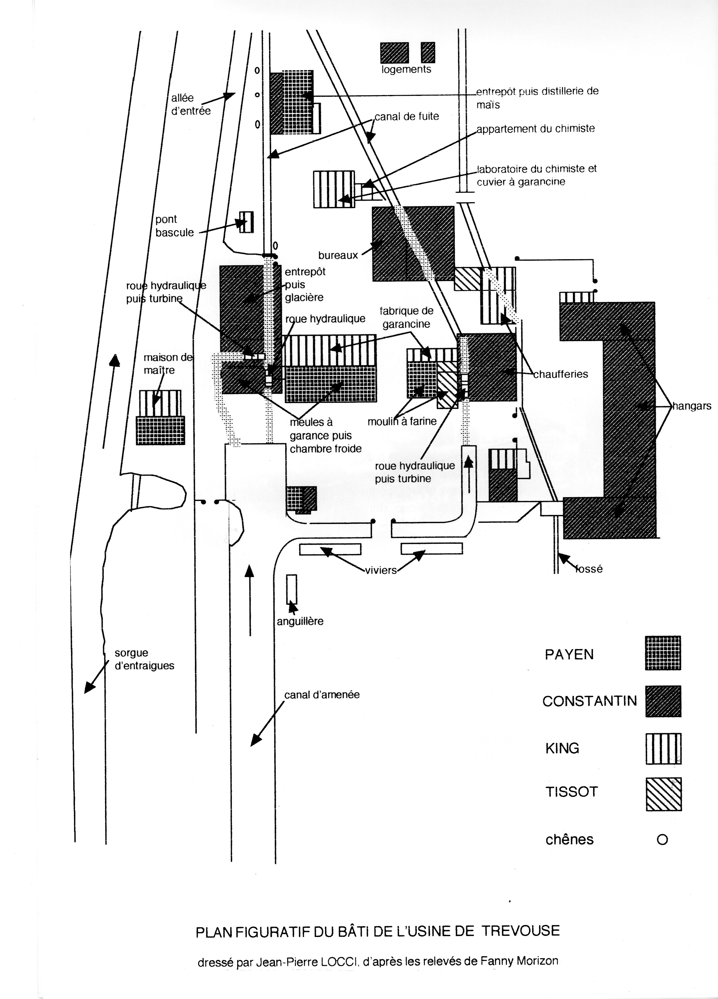 logements
allée
d'entrée
entrepôt puis distillerie de
maïs
canal de fuite
appartement du chimiste
laboratoire du chimiste et
cuvier à garancine
pont
bascule
bureaux
entrepôt
puis
glacière
roue hydraulique
puis turbine
roue hydraulique
fabrique de
garancine
maison de
maître
chaufferies
hangars
meules à
garance puis
chambre froide
moulin à farine
roue hydraulique
puis turbine
viviers
fossé
anguillère
sorgue
d'entraigues
canal d'amenée
PAYEN
CONSTANTIN
KING
TISSOT
chênes
PLAN FIGURATIF DU BÂTI DE L'USINE DE TREVOUSE
dressé par Jean-Pierre LOCCI, d'après les relevés de Fanny Morizon